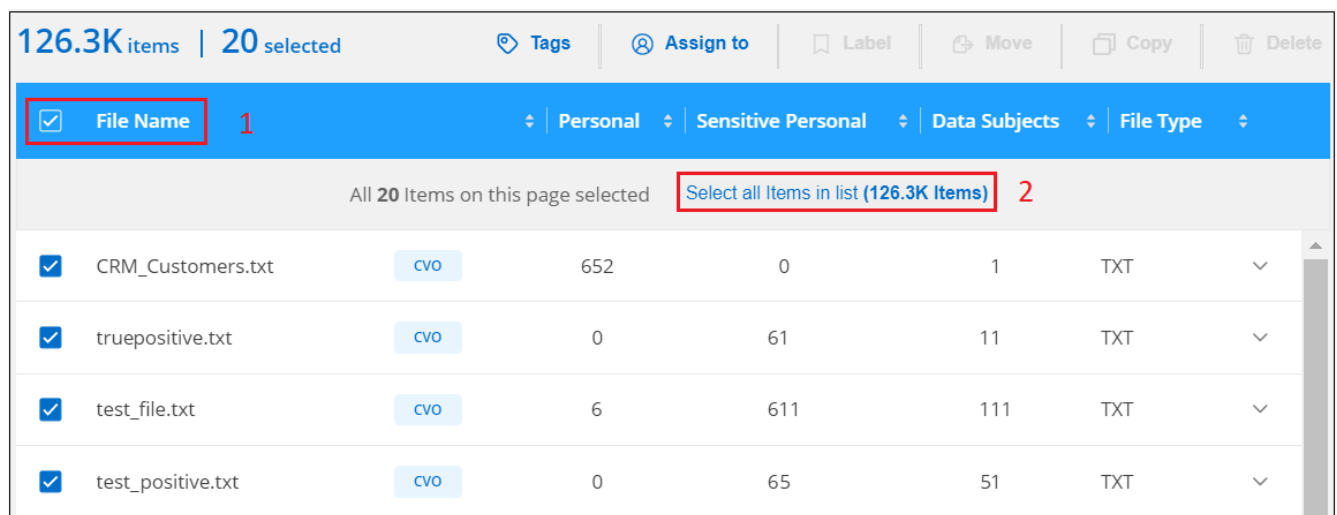 126.3K items | 20 selected Tags Assign to Label Move Copy Delete
File Name 1 Personal Sensitive Personal Data Subjects File Type
All 20 Items on this page selected Select all Items in list (126.3K Items) 2
CRM_Customers.txt CVO 652 0 1 TXT
truepositive.txt CVO 0 61 11 TXT
test_file.txt CVO 6 611 111 TXT
test_positive.txt CVO 0 65 51 TXT